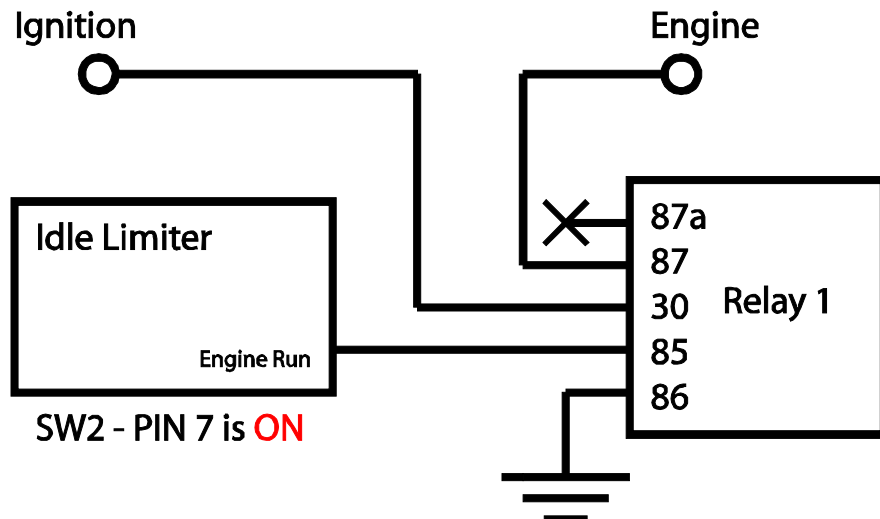 Ignition
Engine
Idle Limiter
Engine Run
SW2 - PIN 7 is ON
87a
87
30
85
86
Relay 1